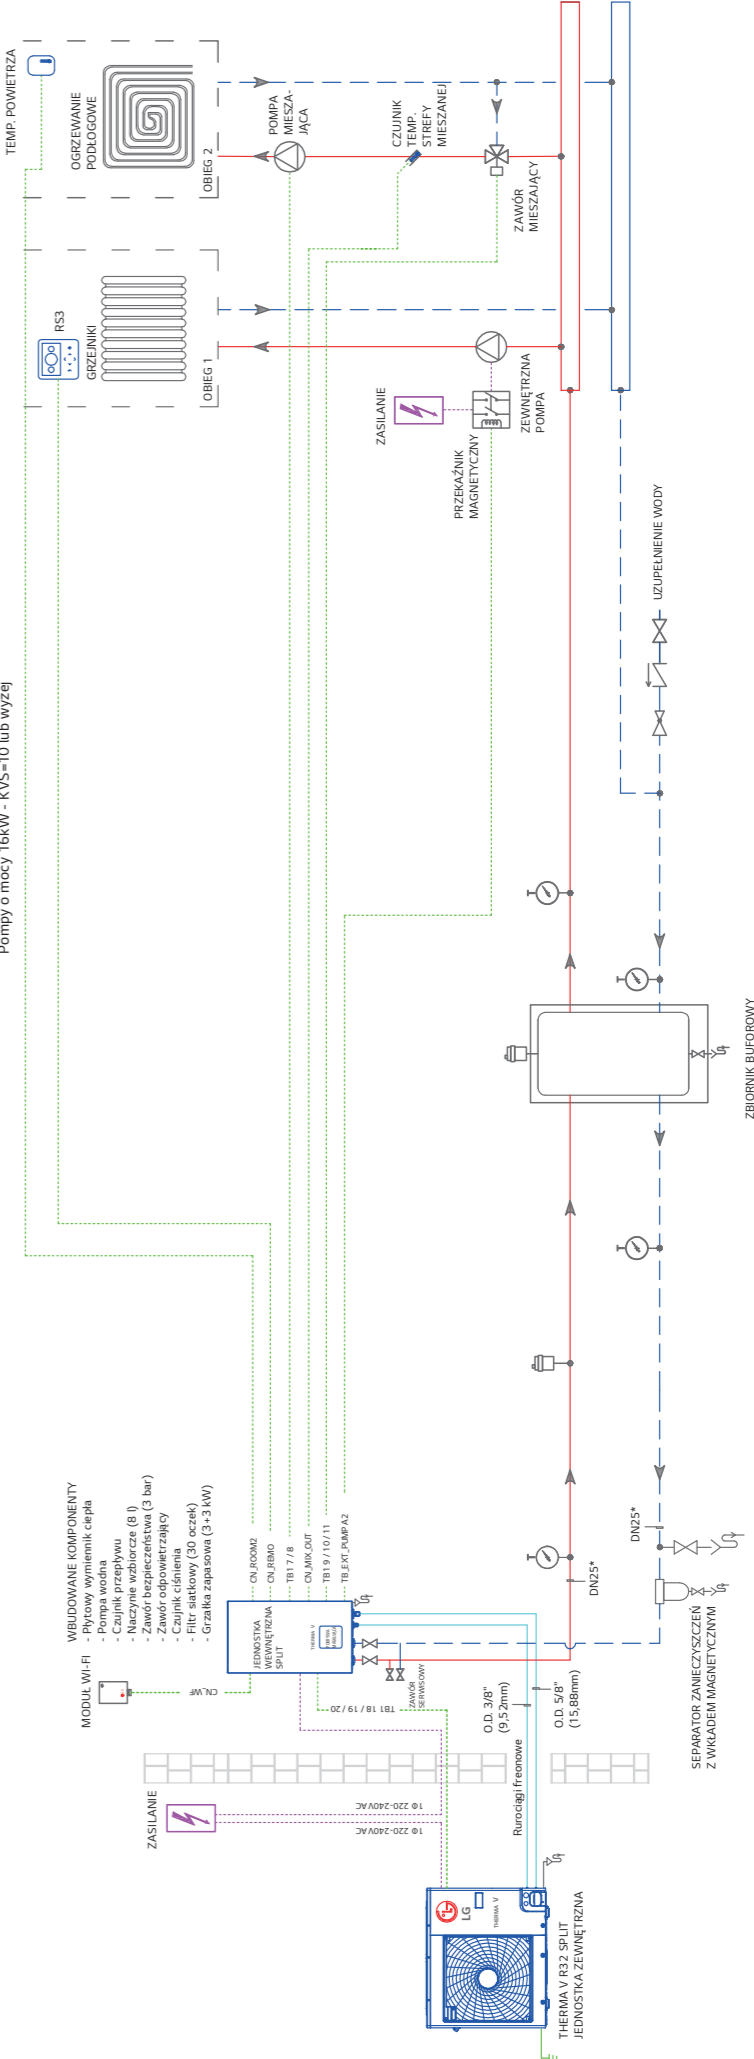 Pompy o mocy 16kW - KVS=10 lub wyżej
WBUDOWANE KOMPONENTY
- Płytowy wymiennik ciepła
- Pompa wodna
- Czujnik przepływu
- Naczynie wzbiorcze (8 l)
- Zawór bezpieczeństwa (3 bar)
- Zawór odpowietrzający
- Czujnik ciśnienia
- Filtr siatkowy (30 oczek)
- Grzałka zapasowa (3+3 kW)
MODUŁ WI-FI
CN_WF
JEDNOSTKA
WEWNĘTRZNA
SPLIT
THERMA V
CN_ROOM2
CN_REMO
TB1 7 / 8
CN_MIX_OUT
TB1 9 / 10 / 11
TB_EXT_PUMP A2
TB1 18 / 19 / 20
ZAWÓR
SERWISOWY
ZASILANIE
1Φ 220-240V AC
1Φ 220-240V AC
O.D. 3/8"
(9,52mm)
O.D. 5/8"
(15,88mm)
Rurociągi freonowe
LG
THERMA V
THERMA V R32 SPLIT
JEDNOSTKA ZEWNĘTRZNA
DN25*
DN25*
SEPARATOR ZANIECZYSZCZEŃ
Z WKŁADEM MAGNETYCZNYM
ZBIORNIK BUFOROWY
UZUPEŁNIENIE WODY
ZASILANIE
PRZEKAŹNIK
MAGNETYCZNY
ZEWNĘTRZNA
POMPA
RS3
GRZEJNIKI
OBIEG 1
TEMP. POWIETRZA
OGRZEWANIE
PODŁOGOWE
OBIEG 2
POMPA
MIESZA-
JĄCA
CZUJNIK
TEMP.
STREFY
MIESZANEJ
ZAWÓR
MIESZAJĄCY